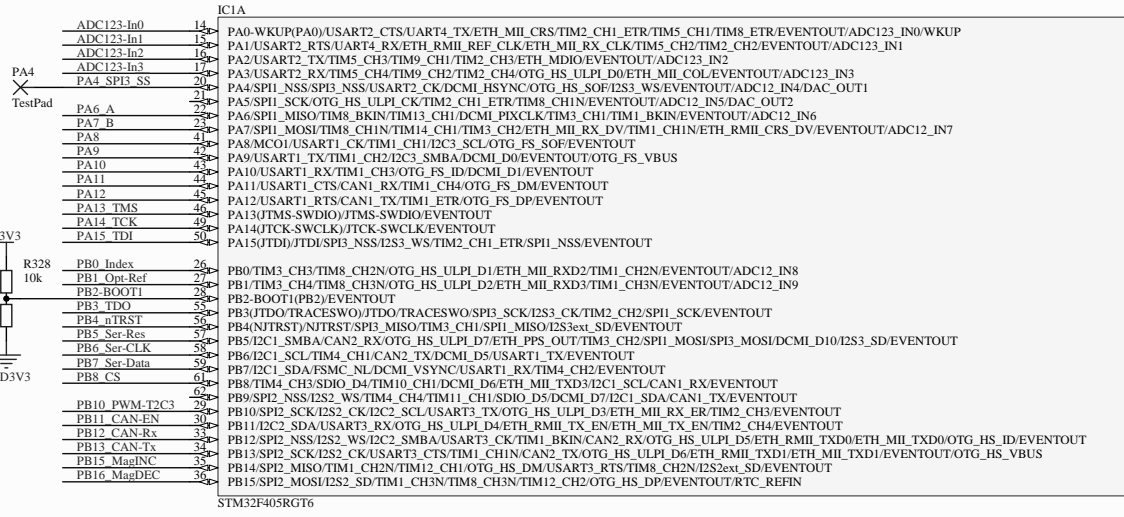 IC1A
ADC123-In0 14 PA0-WKUP(PA0)/USART2_CTS/UART4_TX/ETH_MII_CRS/TIM2_CH1_ETR/TIM5_CH1/TIM8_ETR/EVENTOUT/ADC123_IN0/WKUP
ADC123-In1 15 PA1/USART2_RTS/UART4_RX/ETH_RMII_REF_CLK/ETH_MII_RX_CLK/TIM5_CH2/TIM2_CH2/EVENTOUT/ADC123_IN1
ADC123-In2 16 PA2/USART2_TX/TIM5_CH3/TIM9_CH1/TIM2_CH3/ETH_MDIO/EVENTOUT/ADC123_IN2
ADC123-In3 17 PA3/USART2_RX/TIM5_CH4/TIM9_CH2/TIM2_CH4/OTG_HS_ULPI_D0/ETH_MII_COL/EVENTOUT/ADC123_IN3
PA4
PA4_SPI3_SS 20 PA4/SPI1_NSS/SPI3_NSS/USART2_CK/DCMI_HSYNC/OTG_HS_SOF/I2S3_WS/EVENTOUT/ADC12_IN4/DAC_OUT1
TestPad
21 PA5/SPI1_SCK/OTG_HS_ULPI_CK/TIM2_CH1_ETR/TIM8_CH1N/EVENTOUT/ADC12_IN5/DAC_OUT2
PA6_A 22 PA6/SPI1_MISO/TIM8_BKIN/TIM13_CH1/DCMI_PIXCLK/TIM3_CH1/TIM1_BKIN/EVENTOUT/ADC12_IN6
PA7_B 23 PA7/SPI1_MOSI/TIM8_CH1N/TIM14_CH1/TIM3_CH2/ETH_MII_RX_DV/TIM1_CH1N/ETH_RMII_CRS_DV/EVENTOUT/ADC12_IN7
PA8 41 PA8/MCO1/USART1_CK/TIM1_CH1/I2C3_SCL/OTG_FS_SOF/EVENTOUT
PA9 42 PA9/USART1_TX/TIM1_CH2/I2C3_SMBA/DCMI_D0/EVENTOUT/OTG_FS_VBUS
PA10 43 PA10/USART1_RX/TIM1_CH3/OTG_FS_ID/DCMI_D1/EVENTOUT
PA11 44 PA11/USART1_CTS/CAN1_RX/TIM1_CH4/OTG_FS_DM/EVENTOUT
PA12 45 PA12/USART1_RTS/CAN1_TX/TIM1_ETR/OTG_FS_DP/EVENTOUT
PA13_TMS 46 PA13(JTMS-SWDIO)/JTMS-SWDIO/EVENTOUT
PA14_TCK 49 PA14(JTCK-SWCLK)/JTCK-SWCLK/EVENTOUT
PA15_TDI 50 PA15(JTDI)/JTDI/SPI3_NSS/I2S3_WS/TIM2_CH1_ETR/SPI1_NSS/EVENTOUT
3V3
R328
10k
PB0_Index 26 PB0/TIM3_CH3/TIM8_CH2N/OTG_HS_ULPI_D1/ETH_MII_RXD2/TIM1_CH2N/EVENTOUT/ADC12_IN8
PB1_Opt-Ref 27 PB1/TIM3_CH4/TIM8_CH3N/OTG_HS_ULPI_D2/ETH_MII_RXD3/TIM1_CH3N/EVENTOUT/ADC12_IN9
PB2-BOOT1 28 PB2-BOOT1(PB2)/EVENTOUT
PB3_TDO 55 PB3(JTDO/TRACESWO)/JTDO/TRACESWO/SPI3_SCK/I2S3_CK/TIM2_CH2/SPI1_SCK/EVENTOUT
PB4_nTRST 56 PB4(NJTRST)/NJTRST/SPI3_MISO/TIM3_CH1/SPI1_MISO/I2S3ext_SD/EVENTOUT
PB5_Ser-Res 57 PB5/I2C1_SMBA/CAN2_RX/OTG_HS_ULPI_D7/ETH_PPS_OUT/TIM3_CH2/SPI1_MOSI/SPI3_MOSI/DCMI_D10/I2S3_SD/EVENTOUT
PB6_Ser-CLK 58 PB6/I2C1_SCL/TIM4_CH1/CAN2_TX/DCMI_D5/USART1_TX/EVENTOUT
PB7_Ser-Data 59 PB7/I2C1_SDA/FSMC_NL/DCMI_VSYNC/USART1_RX/TIM4_CH2/EVENTOUT
D3V3
PB8_CS 61 PB8/TIM4_CH3/SDIO_D4/TIM10_CH1/DCMI_D6/ETH_MII_TXD3/I2C1_SCL/CAN1_RX/EVENTOUT
62 PB9/SPI2_NSS/I2S2_WS/TIM4_CH4/TIM11_CH1/SDIO_D5/DCMI_D7/I2C1_SDA/CAN1_TX/EVENTOUT
PB10_PWM-T2C3 29 PB10/SPI2_SCK/I2S2_CK/I2C2_SCL/USART3_TX/OTG_HS_ULPI_D3/ETH_MII_RX_ER/TIM2_CH3/EVENTOUT
PB11_CAN-EN 30 PB11/I2C2_SDA/USART3_RX/OTG_HS_ULPI_D4/ETH_RMII_TX_EN/ETH_MII_TX_EN/TIM2_CH4/EVENTOUT
PB12_CAN-Rx 33 PB12/SPI2_NSS/I2S2_WS/I2C2_SMBA/USART3_CK/TIM1_BKIN/CAN2_RX/OTG_HS_ULPI_D5/ETH_RMII_TXD0/ETH_MII_TXD0/OTG_HS_ID/EVENTOUT
PB13_CAN-Tx 34 PB13/SPI2_SCK/I2S2_CK/USART3_CTS/TIM1_CH1N/CAN2_TX/OTG_HS_ULPI_D6/ETH_RMII_TXD1/ETH_MII_TXD1/EVENTOUT/OTG_HS_VBUS
PB15_MagINC 35 PB14/SPI2_MISO/TIM1_CH2N/TIM12_CH1/OTG_HS_DM/USART3_RTS/TIM8_CH2N/I2S2ext_SD/EVENTOUT
PB16_MagDEC 36 PB15/SPI2_MOSI/I2S2_SD/TIM1_CH3N/TIM8_CH3N/TIM12_CH2/OTG_HS_DP/EVENTOUT/RTC_REFIN
STM32F405RGT6